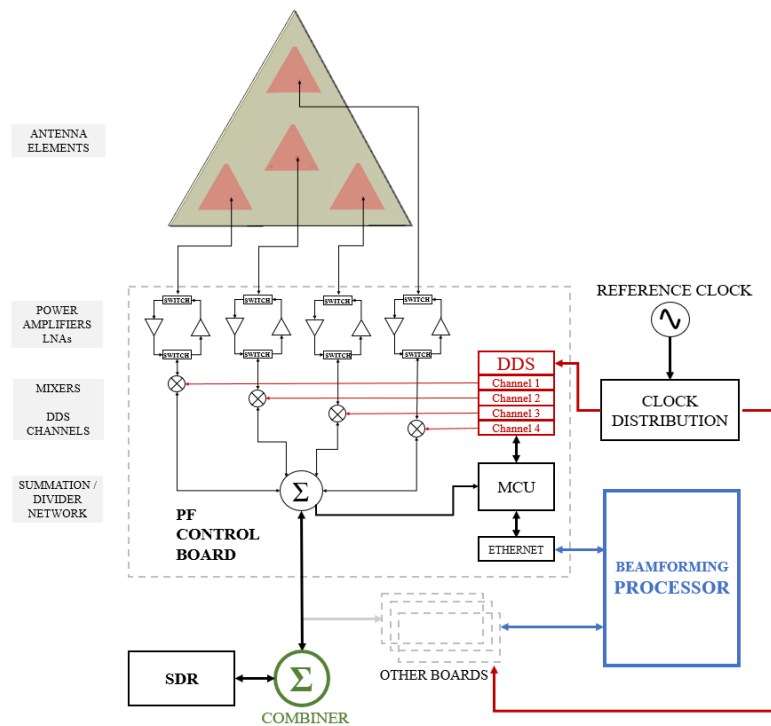 ANTENNA
ELEMENTS
POWER
AMPLIFIERS
LNAs
MIXERS
DDS
CHANNELS
SUMMATION /
DIVIDER
NETWORK
SWITCH
SWITCH
SWITCH
SWITCH
SWITCH
SWITCH
SWITCH
SWITCH
DDS
Channel 1
Channel 2
Channel 3
Channel 4
REFERENCE CLOCK
CLOCK
DISTRIBUTION
Σ
MCU
PF
CONTROL
BOARD
ETHERNET
BEAMFORMING
PROCESSOR
OTHER BOARDS
SDR
Σ
COMBINER